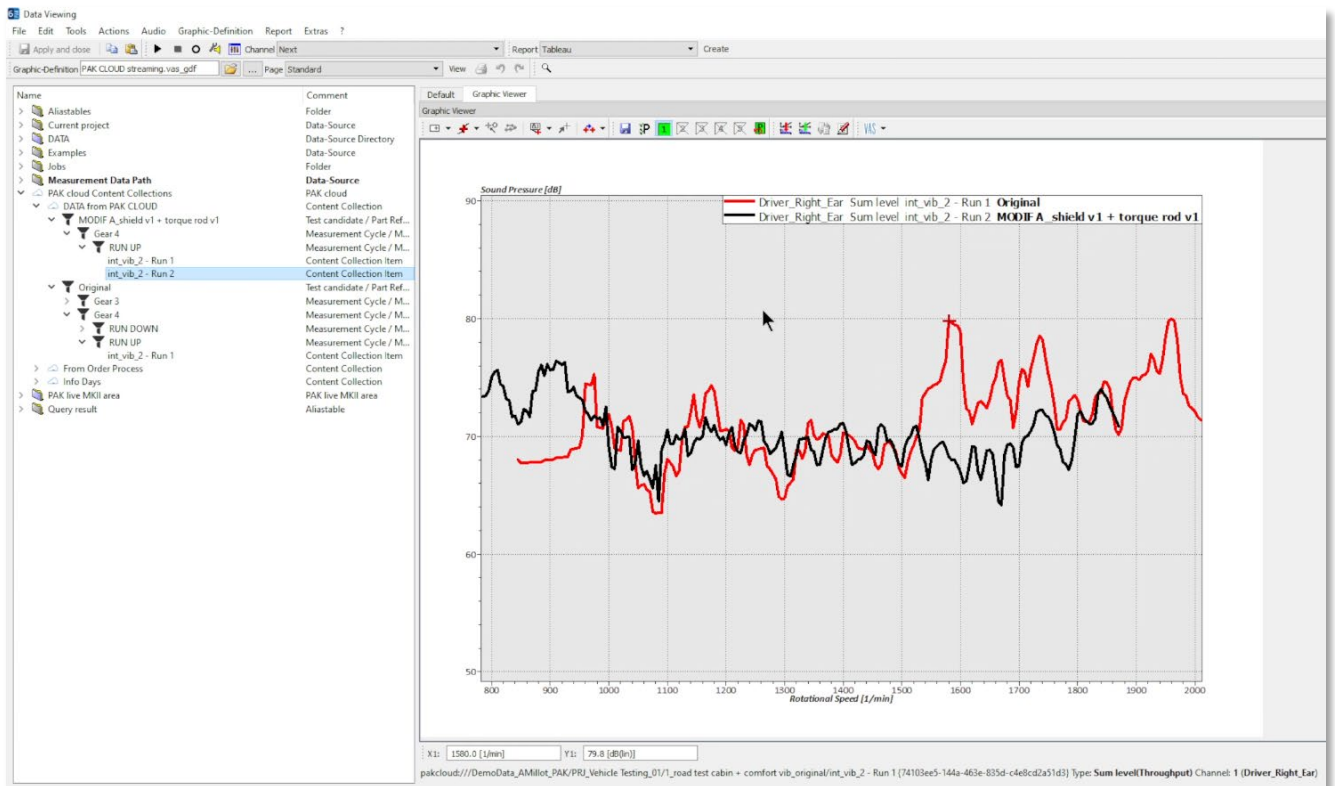 Data Viewing
File Edit Tools Actions Audio Graphic-Definition Report Extras ?
Apply and close Channel Next Report Tableau Create
Graphic-Definition PAK CLOUD streaming.vas_gdf ... Page Standard View
Name Comment
Aliastables Folder
Current project Data-Source
DATA Data-Source Directory
Examples Data-Source
Jobs Folder
Measurement Data Path Data-Source
PAK cloud Content Collections PAK cloud
DATA from PAK CLOUD Content Collection
MODIF A_shield v1 + torque rod v1 Test candidate / Part Ref...
Gear 4 Measurement Cycle / M...
RUN UP Measurement Cycle / M...
int_vib_2 - Run 1 Content Collection Item
int_vib_2 - Run 2 Content Collection Item
Original Test candidate / Part Ref...
Gear 3 Measurement Cycle / M...
Gear 4 Measurement Cycle / M...
RUN DOWN Measurement Cycle / M...
RUN UP Measurement Cycle / M...
int_vib_2 - Run 1 Content Collection Item
From Order Process Content Collection
Info Days Content Collection
PAK live MKII area PAK live MKII area
Query result Aliastable
Default Graphic Viewer
Graphic Viewer
VAS
Sound Pressure [dB]
Driver_Right_Ear Sum level int_vib_2 - Run 1 Original
Driver_Right_Ear Sum level int_vib_2 - Run 2 MODIF A_shield v1 + torque rod v1
90
80
70
60
50
800 900 1000 1100 1200 1300 1400 1500 1600 1700 1800 1900 2000
Rotational Speed [1/min]
X1: 1580.0 [1/min] Y1: 79.8 [dB(lin)]
pakcloud:///DemoData_AMillot_PAK/PRJ_Vehicle Testing_01/1_road test cabin + comfort vib_original/int_vib_2 - Run 1 {74103ee5-144a-463e-835d-c4e8cd2a51d3} Type: Sum level(Throughput) Channel: 1 (Driver_Right_Ear)